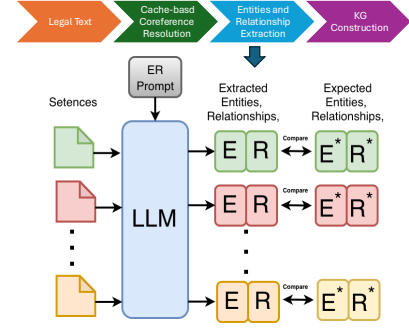 Legal Text
Cache-basd
Coreference
Resolution
Entities and
Relationship
Extraction
KG
Construction
ER
Prompt
Setences
Extracted
Entities,
Relationships,
Expected
Entities,
Relationships,
LLM
E R
Compare
E* R*
E R
Compare
E* R*
E R
Compare
E* R*